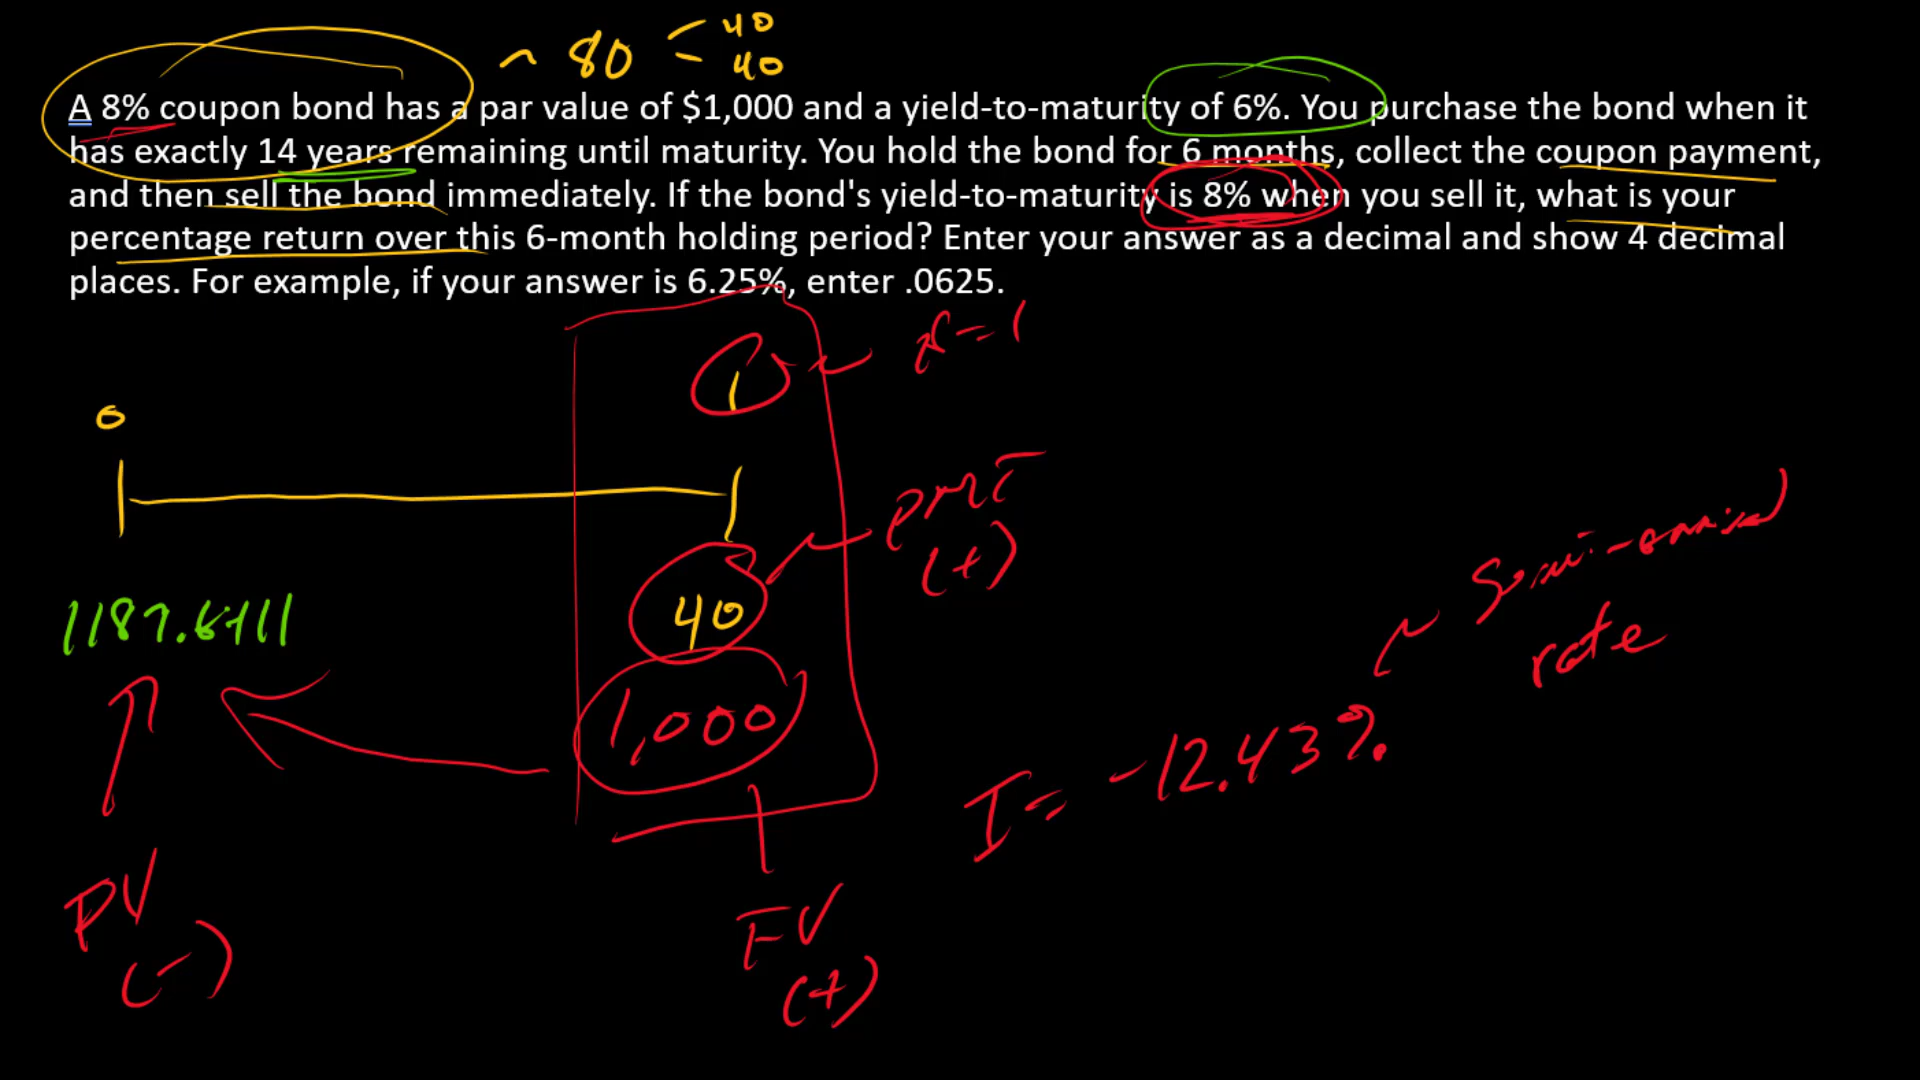 ~ 80 - 40
- 40
A 8% coupon bond has a par value of $1,000 and a yield-to-maturity of 6%. You purchase the bond when it
has exactly 14 years remaining until maturity. You hold the bond for 6 months, collect the coupon payment,
and then sell the bond immediately. If the bond's yield-to-maturity is 8% when you sell it, what is your
percentage return over this 6-month holding period? Enter your answer as a decimal and show 4 decimal
places. For example, if your answer is 6.25%, enter .0625.
0
1
N=1
PMT
(+)
40
1,000
PV
(-)
FV
(+)
I= -12.43%
semi-annual
rate